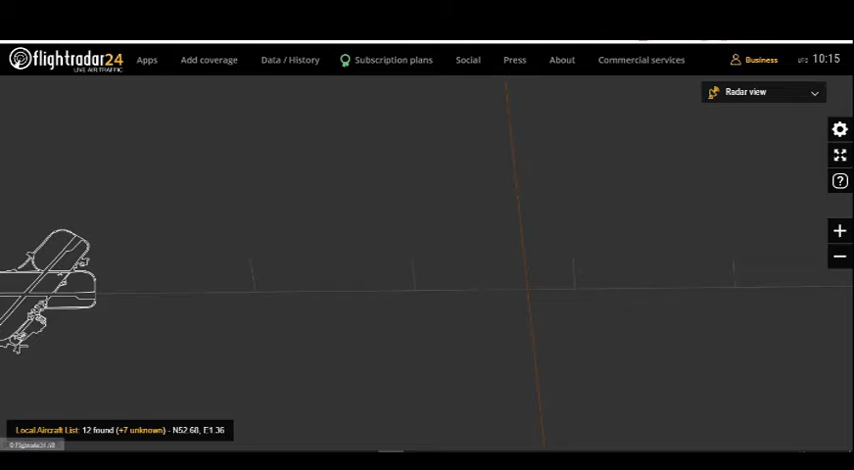 flightradar24
LIVE AIR TRAFFIC
Apps
Add coverage
Data / History
Subscription plans
Social
Press
About
Commercial services
Business
UTC 10:15
Radar view
Local Aircraft List: 12 found (+7 unknown) - N52.68, E1.36